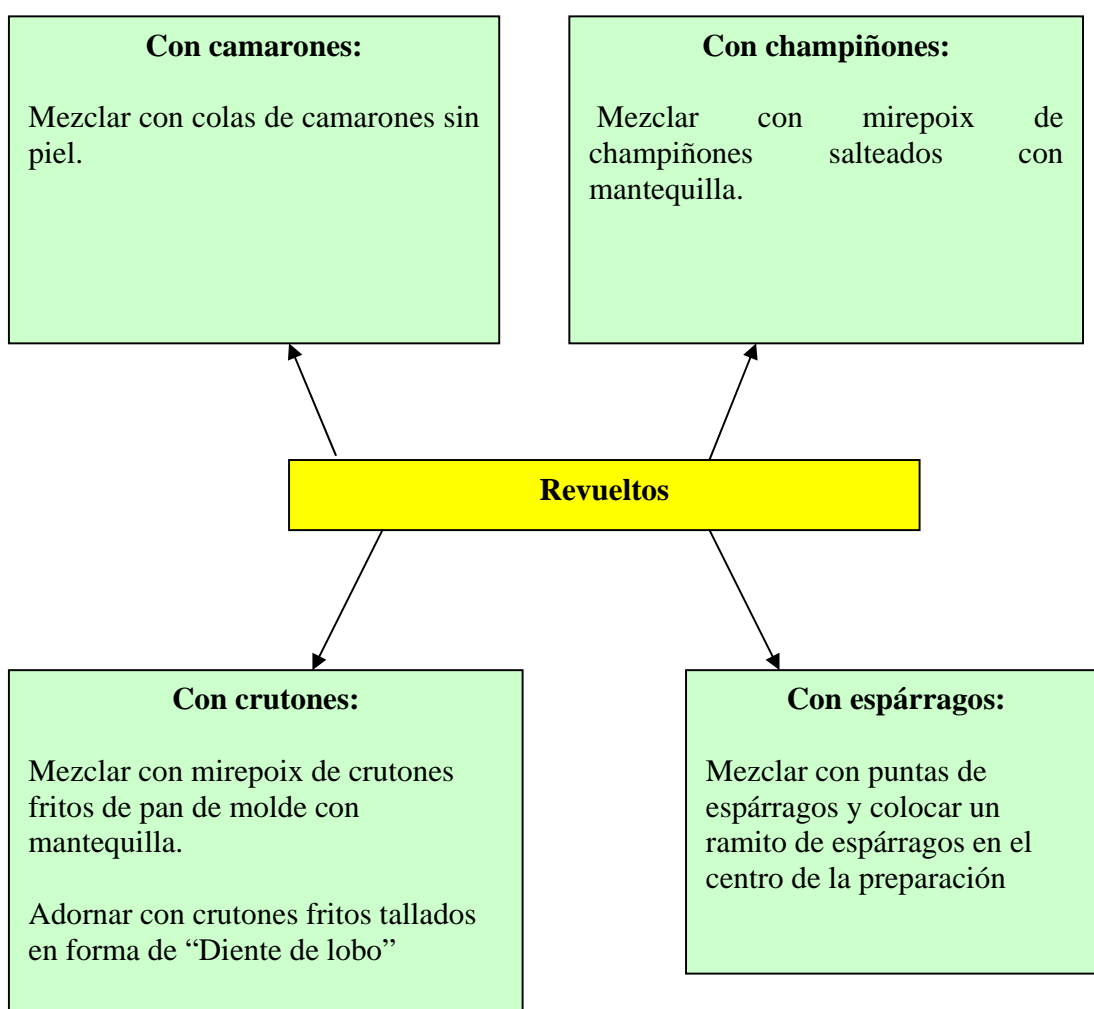 Con camarones:
Mezclar con colas de camarones sin
piel.
Con champiñones:
Mezclar con mirepoix de
champiñones salteados con
mantequilla.
Revueltos
Con crutones:
Mezclar con mirepoix de crutones
fritos de pan de molde con
mantequilla.
Adornar con crutones fritos tallados
en forma de “Diente de lobo”
Con espárragos:
Mezclar con puntas de
espárragos y colocar un
ramito de espárragos en el
centro de la preparación